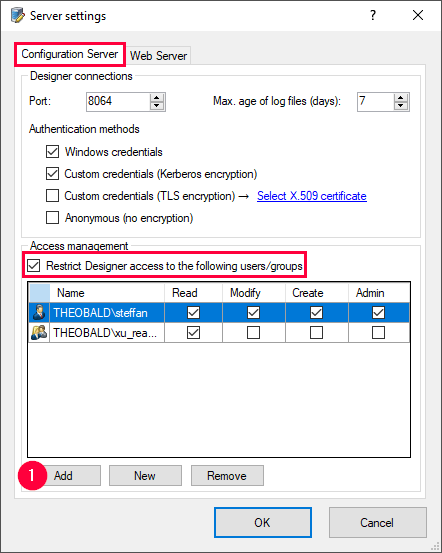 Server settings
?
Configuration Server Web Server
Designer connections
Port: 8064 Max. age of log files (days): 7
Authentication methods
Windows credentials
Custom credentials (Kerberos encryption)
Custom credentials (TLS encryption) → Select X.509 certificate
Anonymous (no encryption)
Access management
Restrict Designer access to the following users/groups
Name Read Modify Create Admin
THEOBALD\steffan
THEOBALD\xu_rea...
1 Add New Remove
OK Cancel